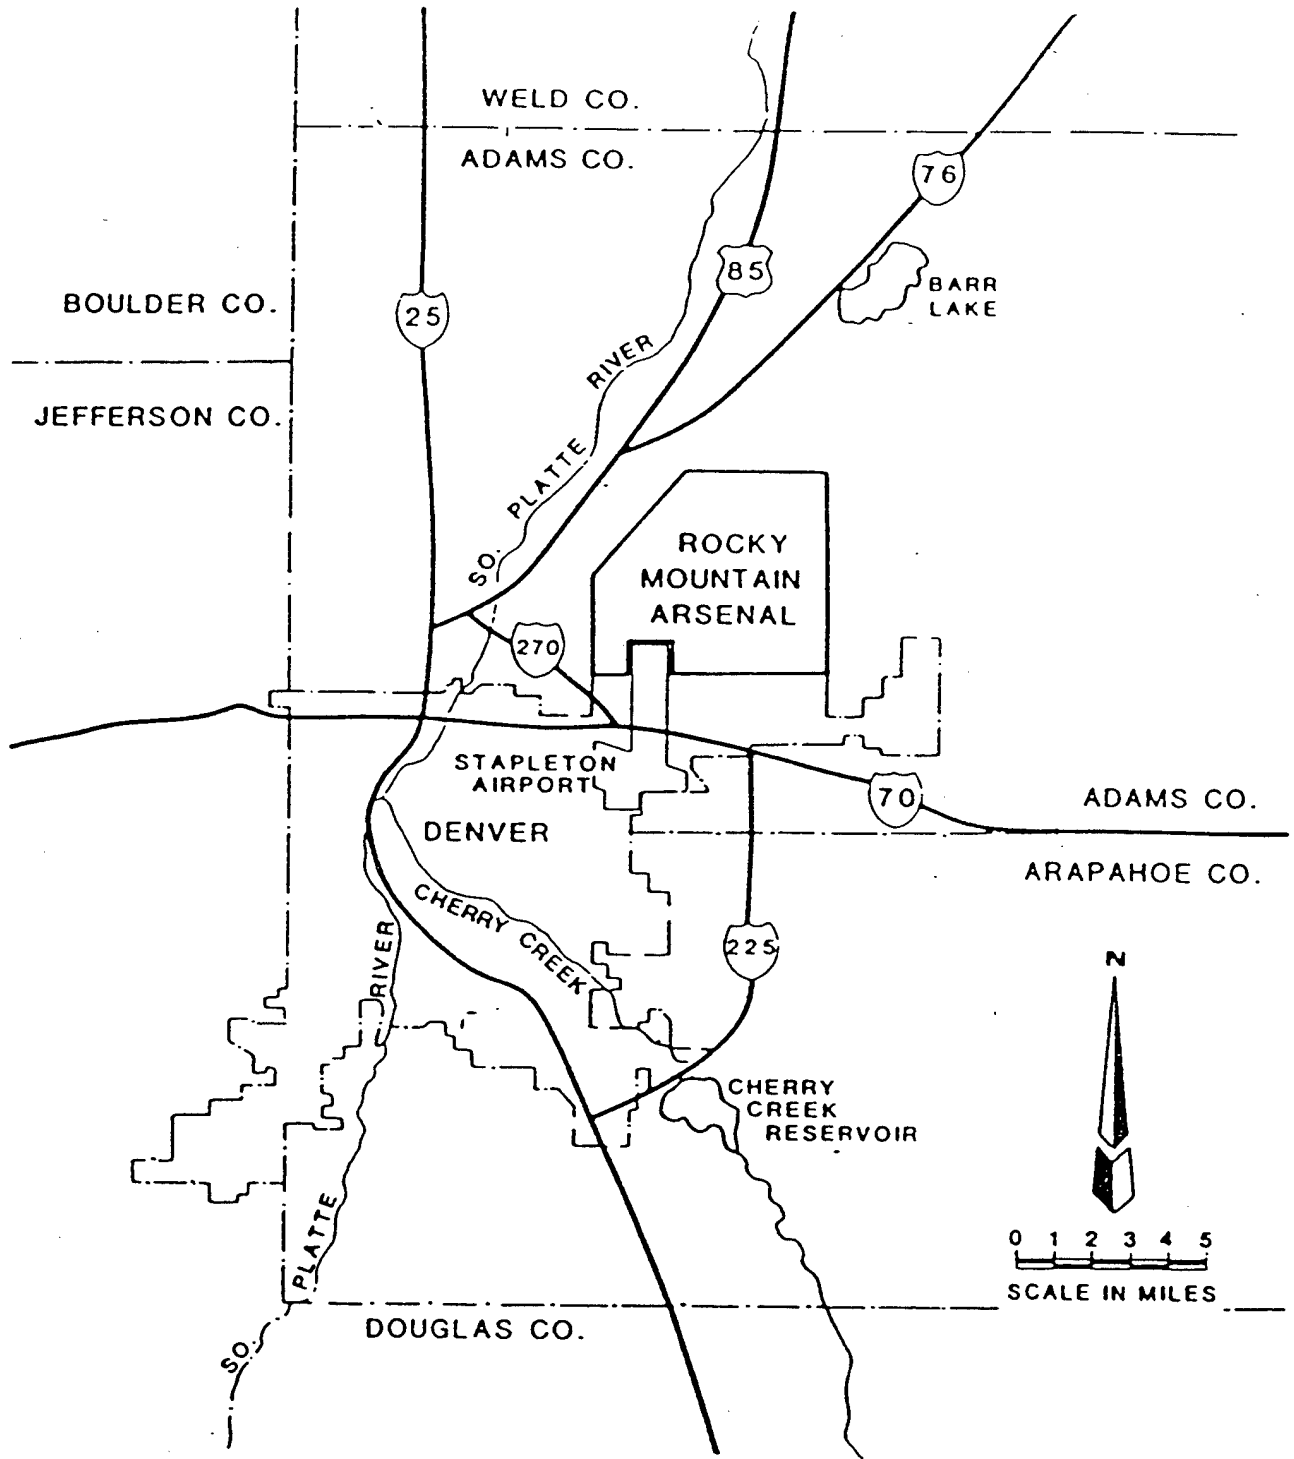 WELD CO.
ADAMS CO.
76
85
BARR
LAKE
BOULDER CO.
25
JEFFERSON CO.
SO. PLATTE RIVER
ROCKY
MOUNTAIN
ARSENAL
270
STAPLETON
AIRPORT
70
ADAMS CO.
DENVER
ARAPAHOE CO.
CHERRY CREEK
225
N
CHERRY
CREEK
RESERVOIR
SO. PLATTE RIVER
0 1 2 3 4 5
SCALE IN MILES
DOUGLAS CO.